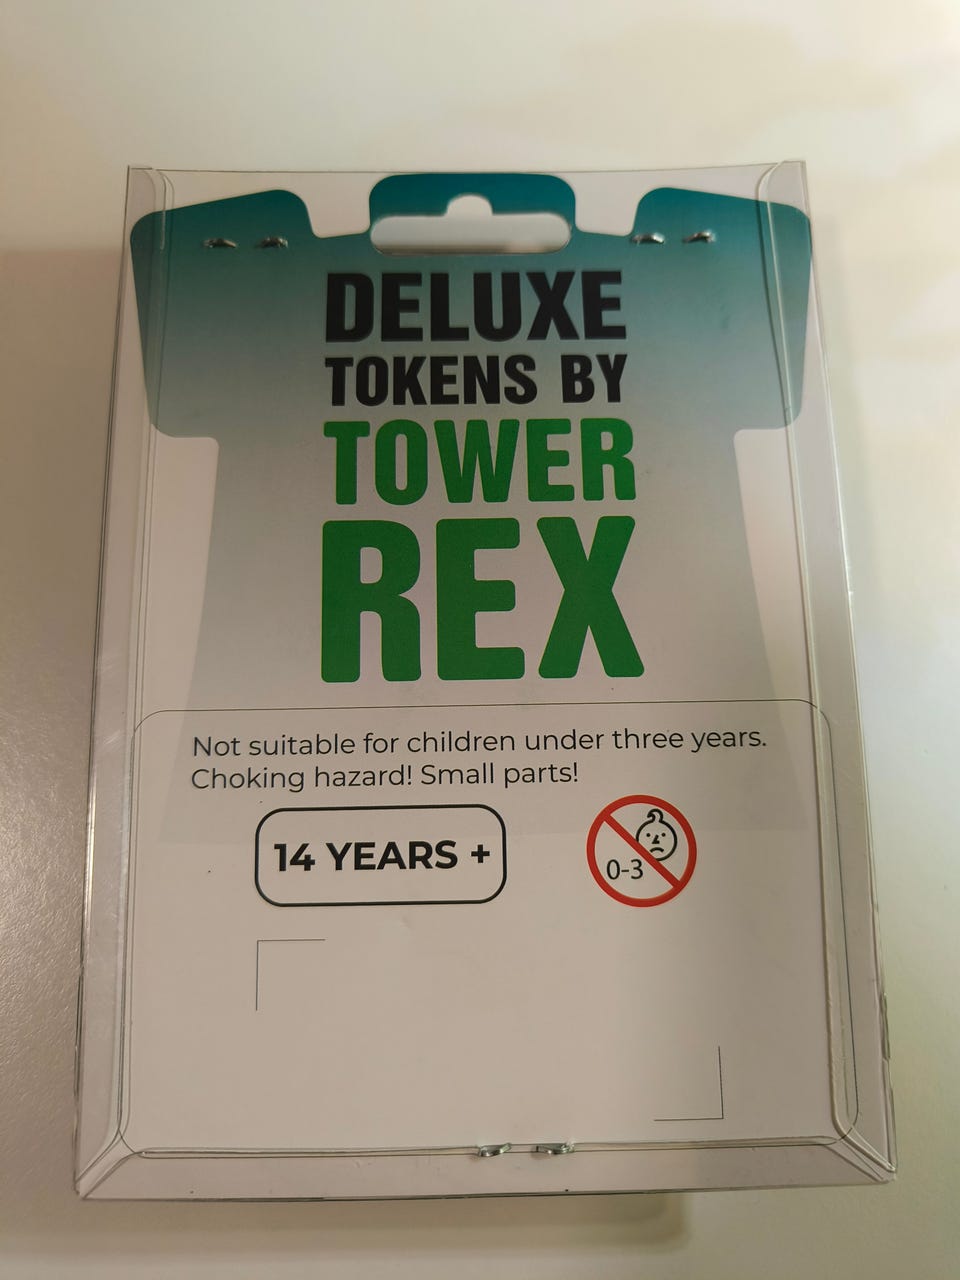 DELUXE
TOKENS BY
TOWER
REX
Not suitable for children under three years.
Choking hazard! Small parts!
14 YEARS +
0-3